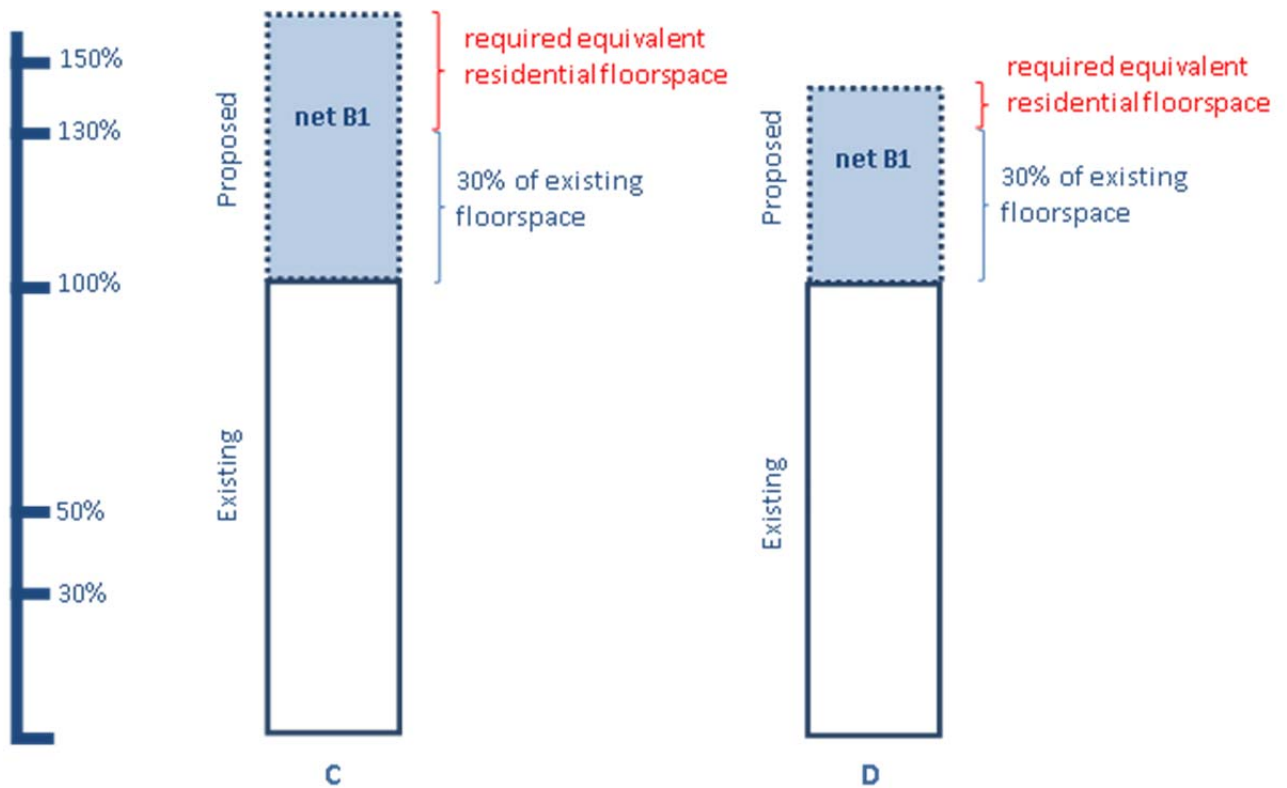 150%
130%
100%
50%
30%
Proposed
Existing
net B1
required equivalent
residential floorspace
30% of existing
floorspace
C
Proposed
Existing
net B1
required equivalent
residential floorspace
30% of existing
floorspace
D